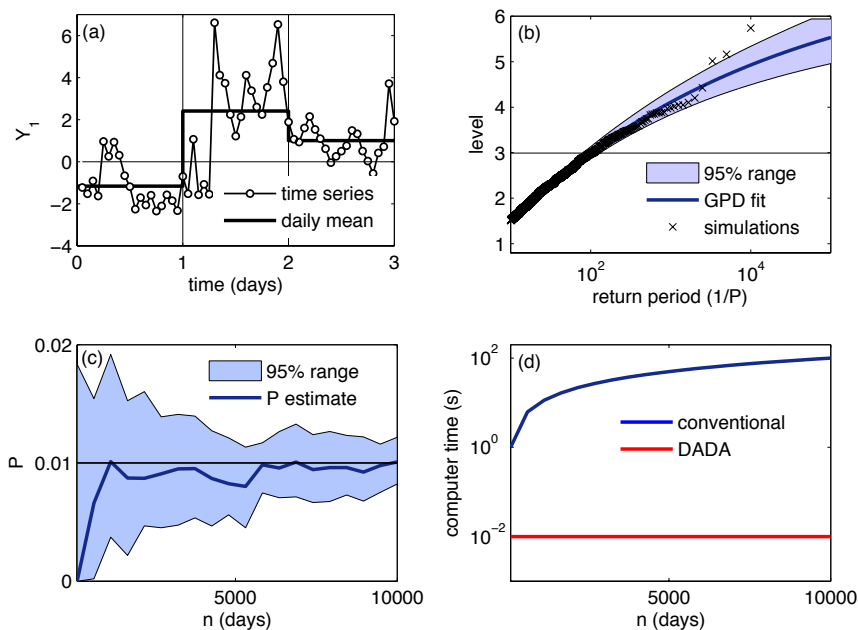 (a)
6
4
2
0
−2
−4
Y1
time series
daily mean
0
1
2
3
time (days)
(b)
6
5
4
3
2
1
level
95% range
GPD fit
simulations
10^2
10^4
return period (1/P)
(c)
0.02
0.01
0
P
95% range
P estimate
5000
10000
n (days)
(d)
10^2
10^0
10^−2
computer time (s)
conventional
DADA
5000
10000
n (days)